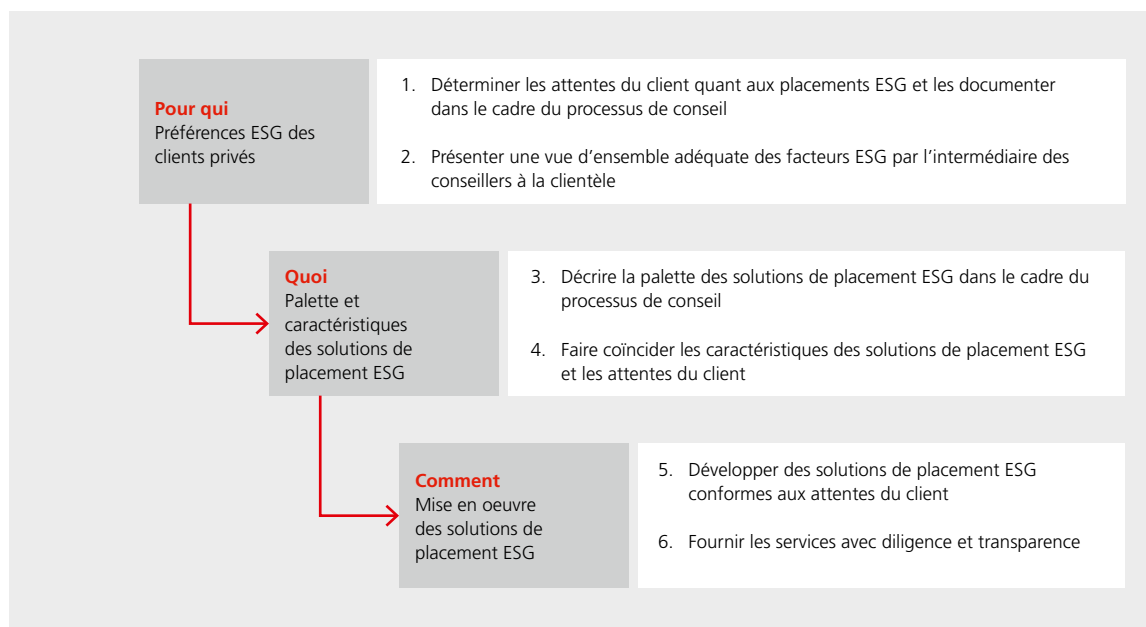 Pour qui
Préférences ESG des
clients privés
1. Déterminer les attentes du client quant aux placements ESG et les documenter
dans le cadre du processus de conseil
2. Présenter une vue d'ensemble adéquate des facteurs ESG par l'intermédiaire des
conseillers à la clientèle
Quoi
Palette et
caractéristiques
des solutions de
placement ESG
3. Décrire la palette des solutions de placement ESG dans le cadre du
processus de conseil
4. Faire coïncider les caractéristiques des solutions de placement ESG
et les attentes du client
Comment
Mise en oeuvre
des solutions de
placement ESG
5. Développer des solutions de placement ESG
conformes aux attentes du client
6. Fournir les services avec diligence et transparence